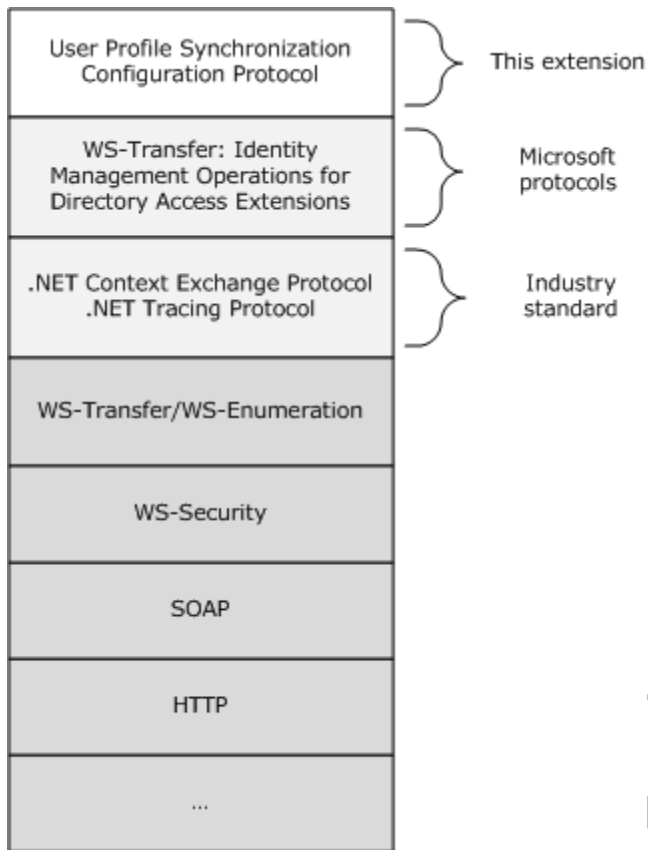 User Profile Synchronization
Configuration Protocol
This extension
WS-Transfer: Identity
Management Operations for
Directory Access Extensions
Microsoft
protocols
.NET Context Exchange Protocol
.NET Tracing Protocol
Industry
standard
WS-Transfer/WS-Enumeration
WS-Security
SOAP
HTTP
...